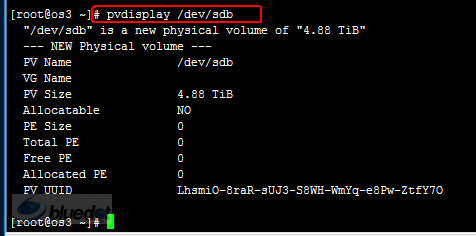 [root@os3 ~]# pvdisplay /dev/sdb
"/dev/sdb" is a new physical volume of "4.88 TiB"
--- NEW Physical volume ---
PV Name /dev/sdb
VG Name
PV Size 4.88 TiB
Allocatable NO
PE Size 0
Total PE 0
Free PE 0
Allocated PE 0
PV UUID LhsmiO-8raR-sUJ3-S8WH-WmYq-e8Pw-ZtfY7O
[root@os3 ~]#
bluedot